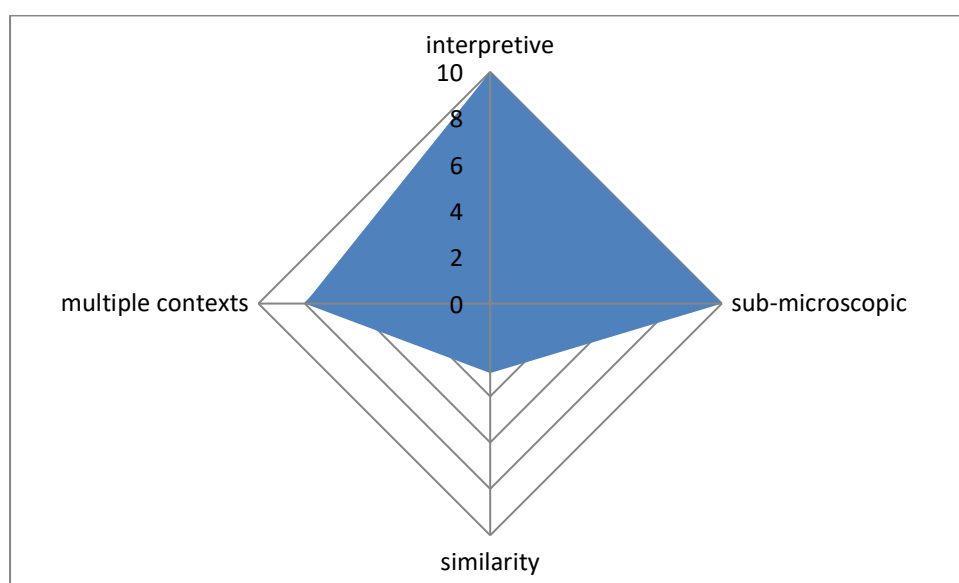 interpretive
10
8
6
4
2
0
multiple contexts
sub-microscopic
similarity